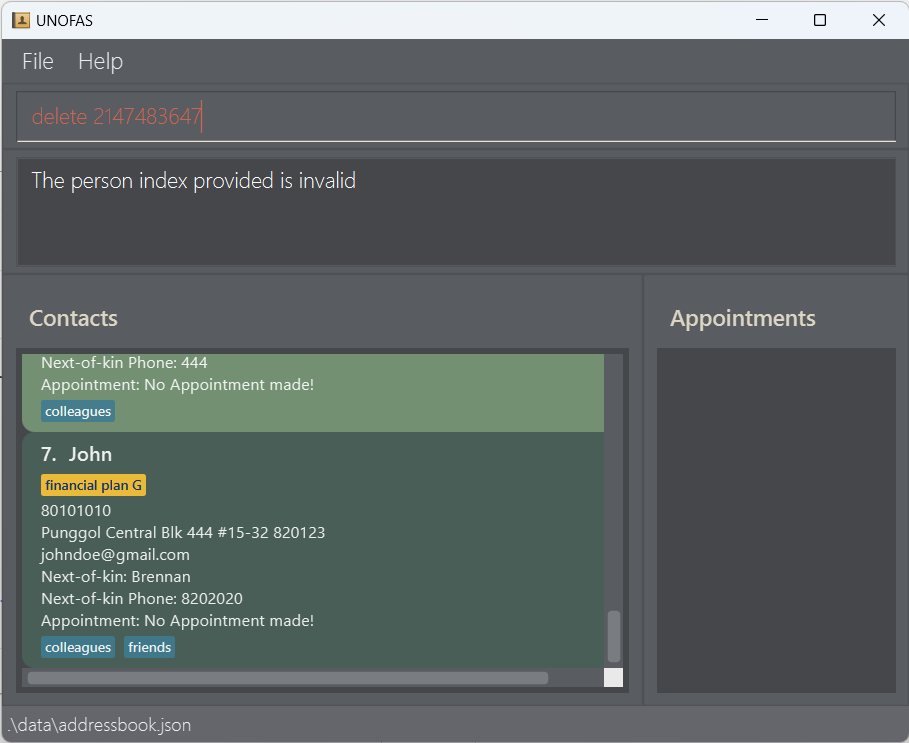 UNOFAS
File Help
delete 2147483647
The person index provided is invalid
Contacts
Next-of-kin Phone: 444
Appointment: No Appointment made!
colleagues
7. John
financial plan G
80101010
Punggol Central Blk 444 #15-32 820123
johndoe@gmail.com
Next-of-kin: Brennan
Next-of-kin Phone: 8202020
Appointment: No Appointment made!
colleagues friends
Appointments
.\data\addressbook.json